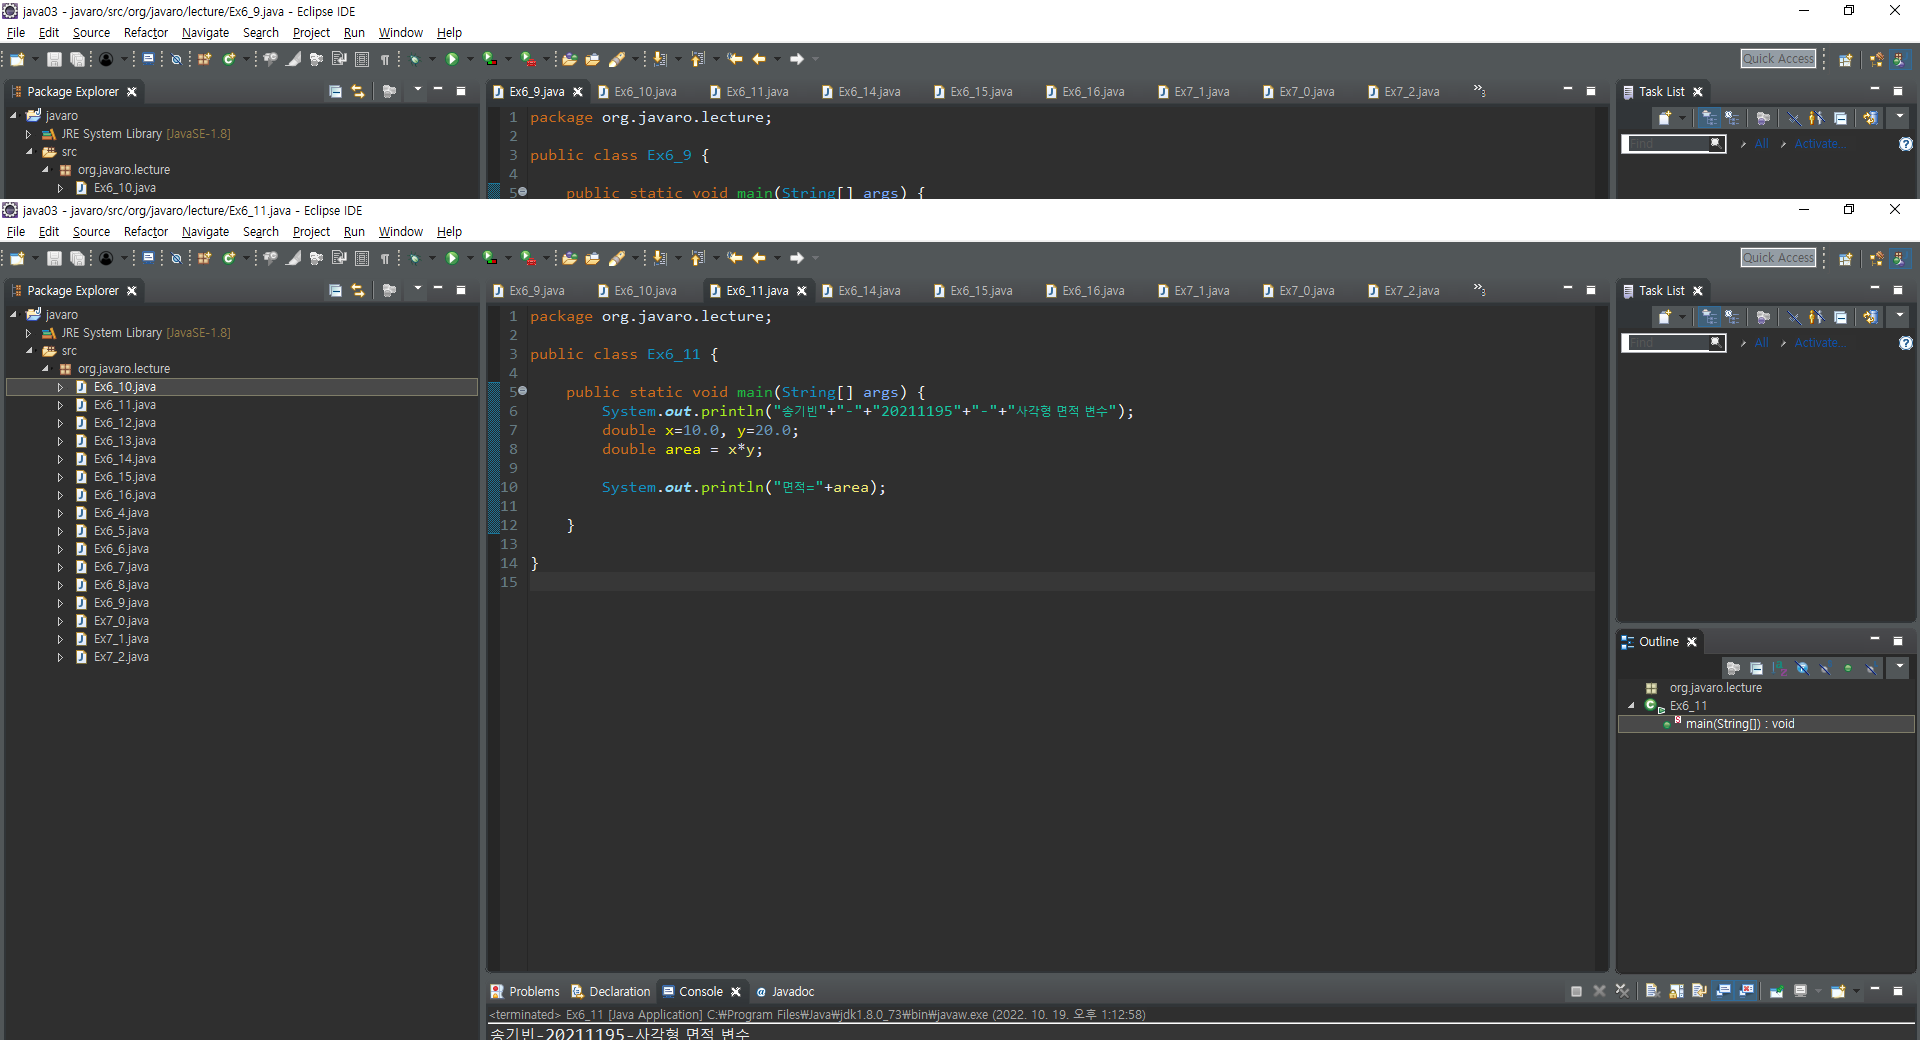 java03 - javaro/src/org/javaro/lecture/Ex6_9.java - Eclipse IDE
File Edit Source Refactor Navigate Search Project Run Window Help
Quick Access
Package Explorer
Ex6_9.java Ex6_10.java Ex6_11.java Ex6_14.java Ex6_15.java Ex6_16.java Ex7_1.java Ex7_0.java Ex7_2.java »3
Task List
javaro
JRE System Library [JavaSE-1.8]
src
org.javaro.lecture
Ex6_10.java
1 package org.javaro.lecture;
2
3 public class Ex6_9 {
4
5 public static void main(String[] args) {
Find All Activate...
java03 - javaro/src/org/javaro/lecture/Ex6_11.java - Eclipse IDE
File Edit Source Refactor Navigate Search Project Run Window Help
Quick Access
Package Explorer
Ex6_9.java Ex6_10.java Ex6_11.java Ex6_14.java Ex6_15.java Ex6_16.java Ex7_1.java Ex7_0.java Ex7_2.java »3
Task List
javaro
JRE System Library [JavaSE-1.8]
src
org.javaro.lecture
Ex6_10.java
Ex6_11.java
Ex6_12.java
Ex6_13.java
Ex6_14.java
Ex6_15.java
Ex6_16.java
Ex6_4.java
Ex6_5.java
Ex6_6.java
Ex6_7.java
Ex6_8.java
Ex6_9.java
Ex7_0.java
Ex7_1.java
Ex7_2.java
1 package org.javaro.lecture;
2
3 public class Ex6_11 {
4
5 public static void main(String[] args) {
6 System.out.println("송기빈"+"-"+"20211195"+"-"+"사각형 면적 변수");
7 double x=10.0, y=20.0;
8 double area = x*y;
9
10 System.out.println("면적="+area);
11
12 }
13
14 }
15
Find All Activate...
Outline
org.javaro.lecture
Ex6_11
main(String[]) : void
Problems Declaration Console Javadoc
<terminated> Ex6_11 [Java Application] C:₩Program Files₩Java₩jdk1.8.0_73₩bin₩javaw.exe (2022. 10. 19. 오후 1:12:58)
송기빈-20211195-사각형 면적 변수